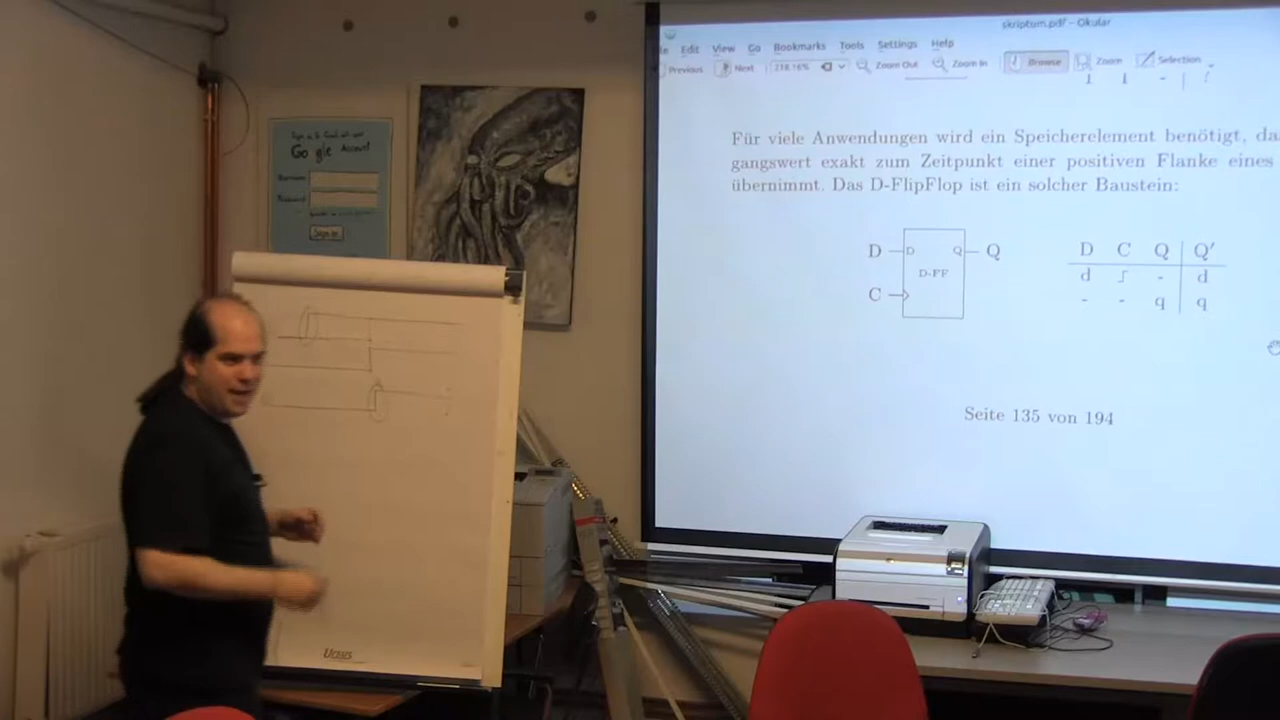 skriptum.pdf – Okular
Edit View Go Bookmarks Tools Settings Help
Previous Next 218.16% Zoom Out Zoom In Browse Zoom Selection
Für viele Anwendungen wird ein Speicherelement benötigt, da
gangswert exakt zum Zeitpunkt einer positiven Flanke eines
übernimmt. Das D-FlipFlop ist ein solcher Baustein:
D D Q Q
D-FF
C
D C Q Q′
d - d
- - q q
Seite 135 von 194
Google Account
Sign in